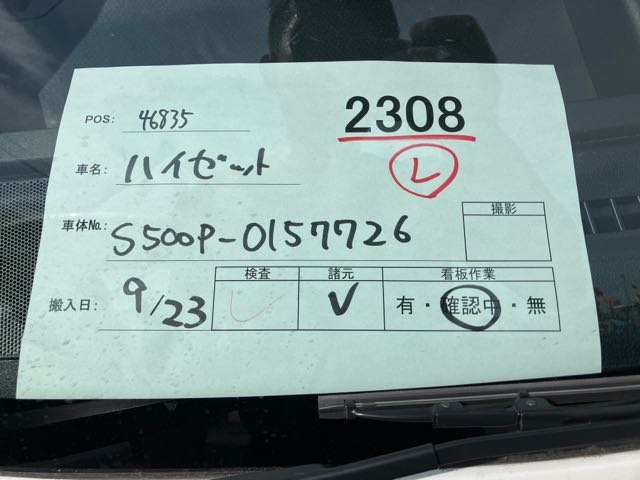 POS: 46835
2308
車名: ハイゼット
レ
車体No.: S500P-0157726
撮影
検査 諸元 看板作業
搬入日: 9/23 レ ✓ 有・確認中・無